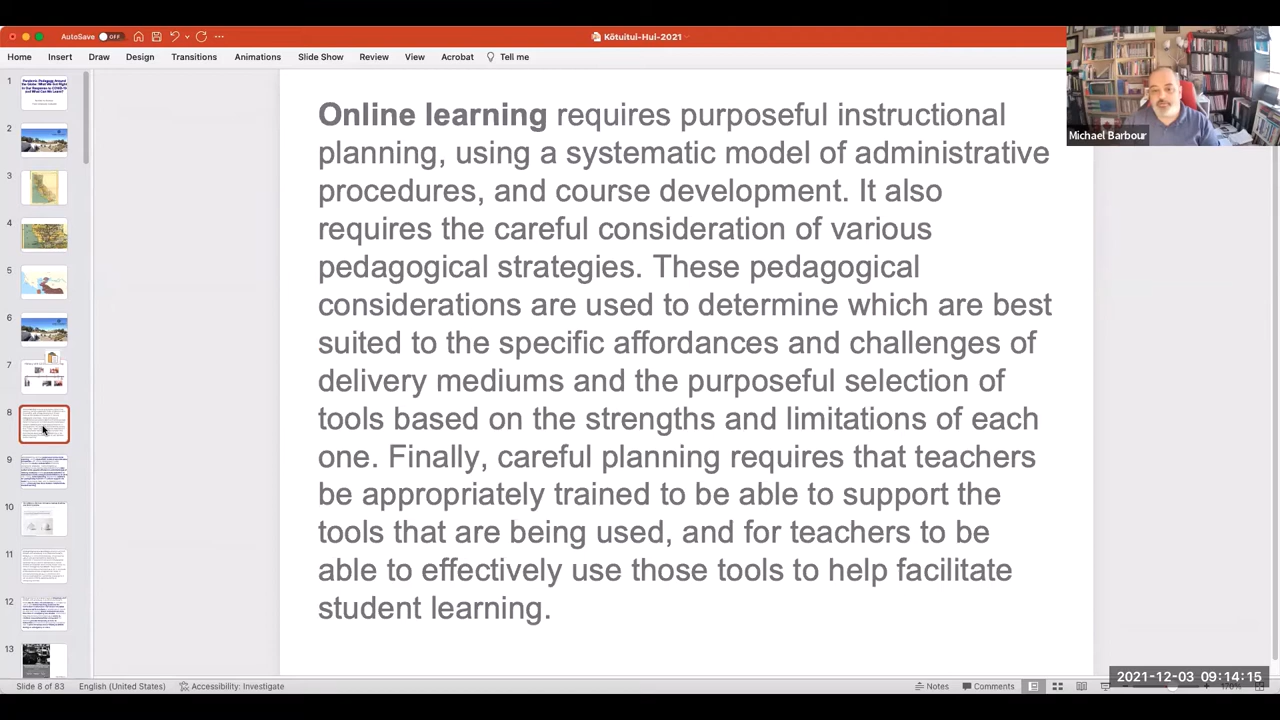 AutoSave OFF
Kōtuitui-Hui-2021
Home Insert Draw Design Transitions Animations Slide Show Review View Acrobat Tell me
Michael Barbour
1
2
3
4
5
6
7
8
9
10
11
12
13
Online learning requires purposeful instructional
planning, using a systematic model of administrative
procedures, and course development. It also
requires the careful consideration of various
pedagogical strategies. These pedagogical
considerations are used to determine which are best
suited to the specific affordances and challenges of
delivery mediums and the purposeful selection of
tools based on the strengths and limitations of each
one. Finally, careful planning requires that teachers
be appropriately trained to be able to support the
tools that are being used, and for teachers to be
able to effectively use those tools to help facilitate
student learning.
2021-12-03 09:14:15
Slide 8 of 83 English (United States) Accessibility: Investigate Notes Comments